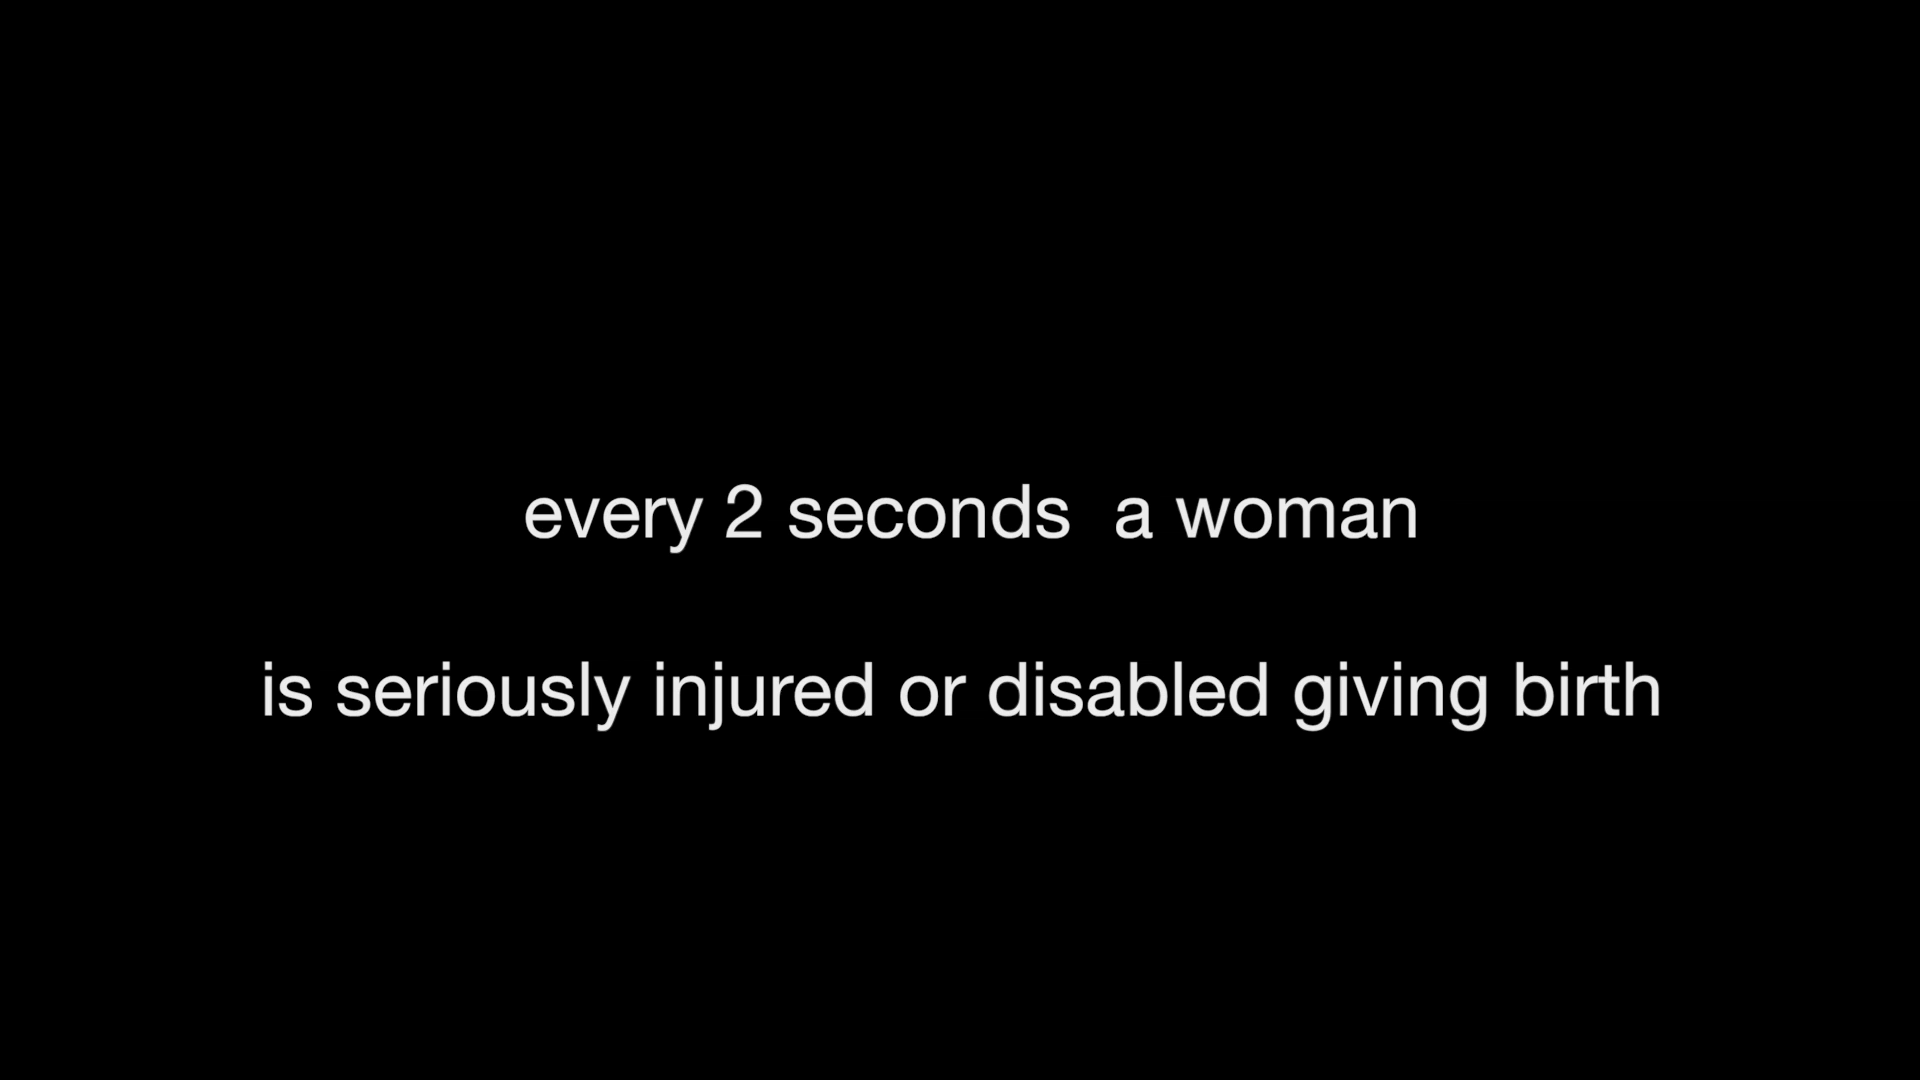 every 2 seconds  a woman
is seriously injured or disabled giving birth